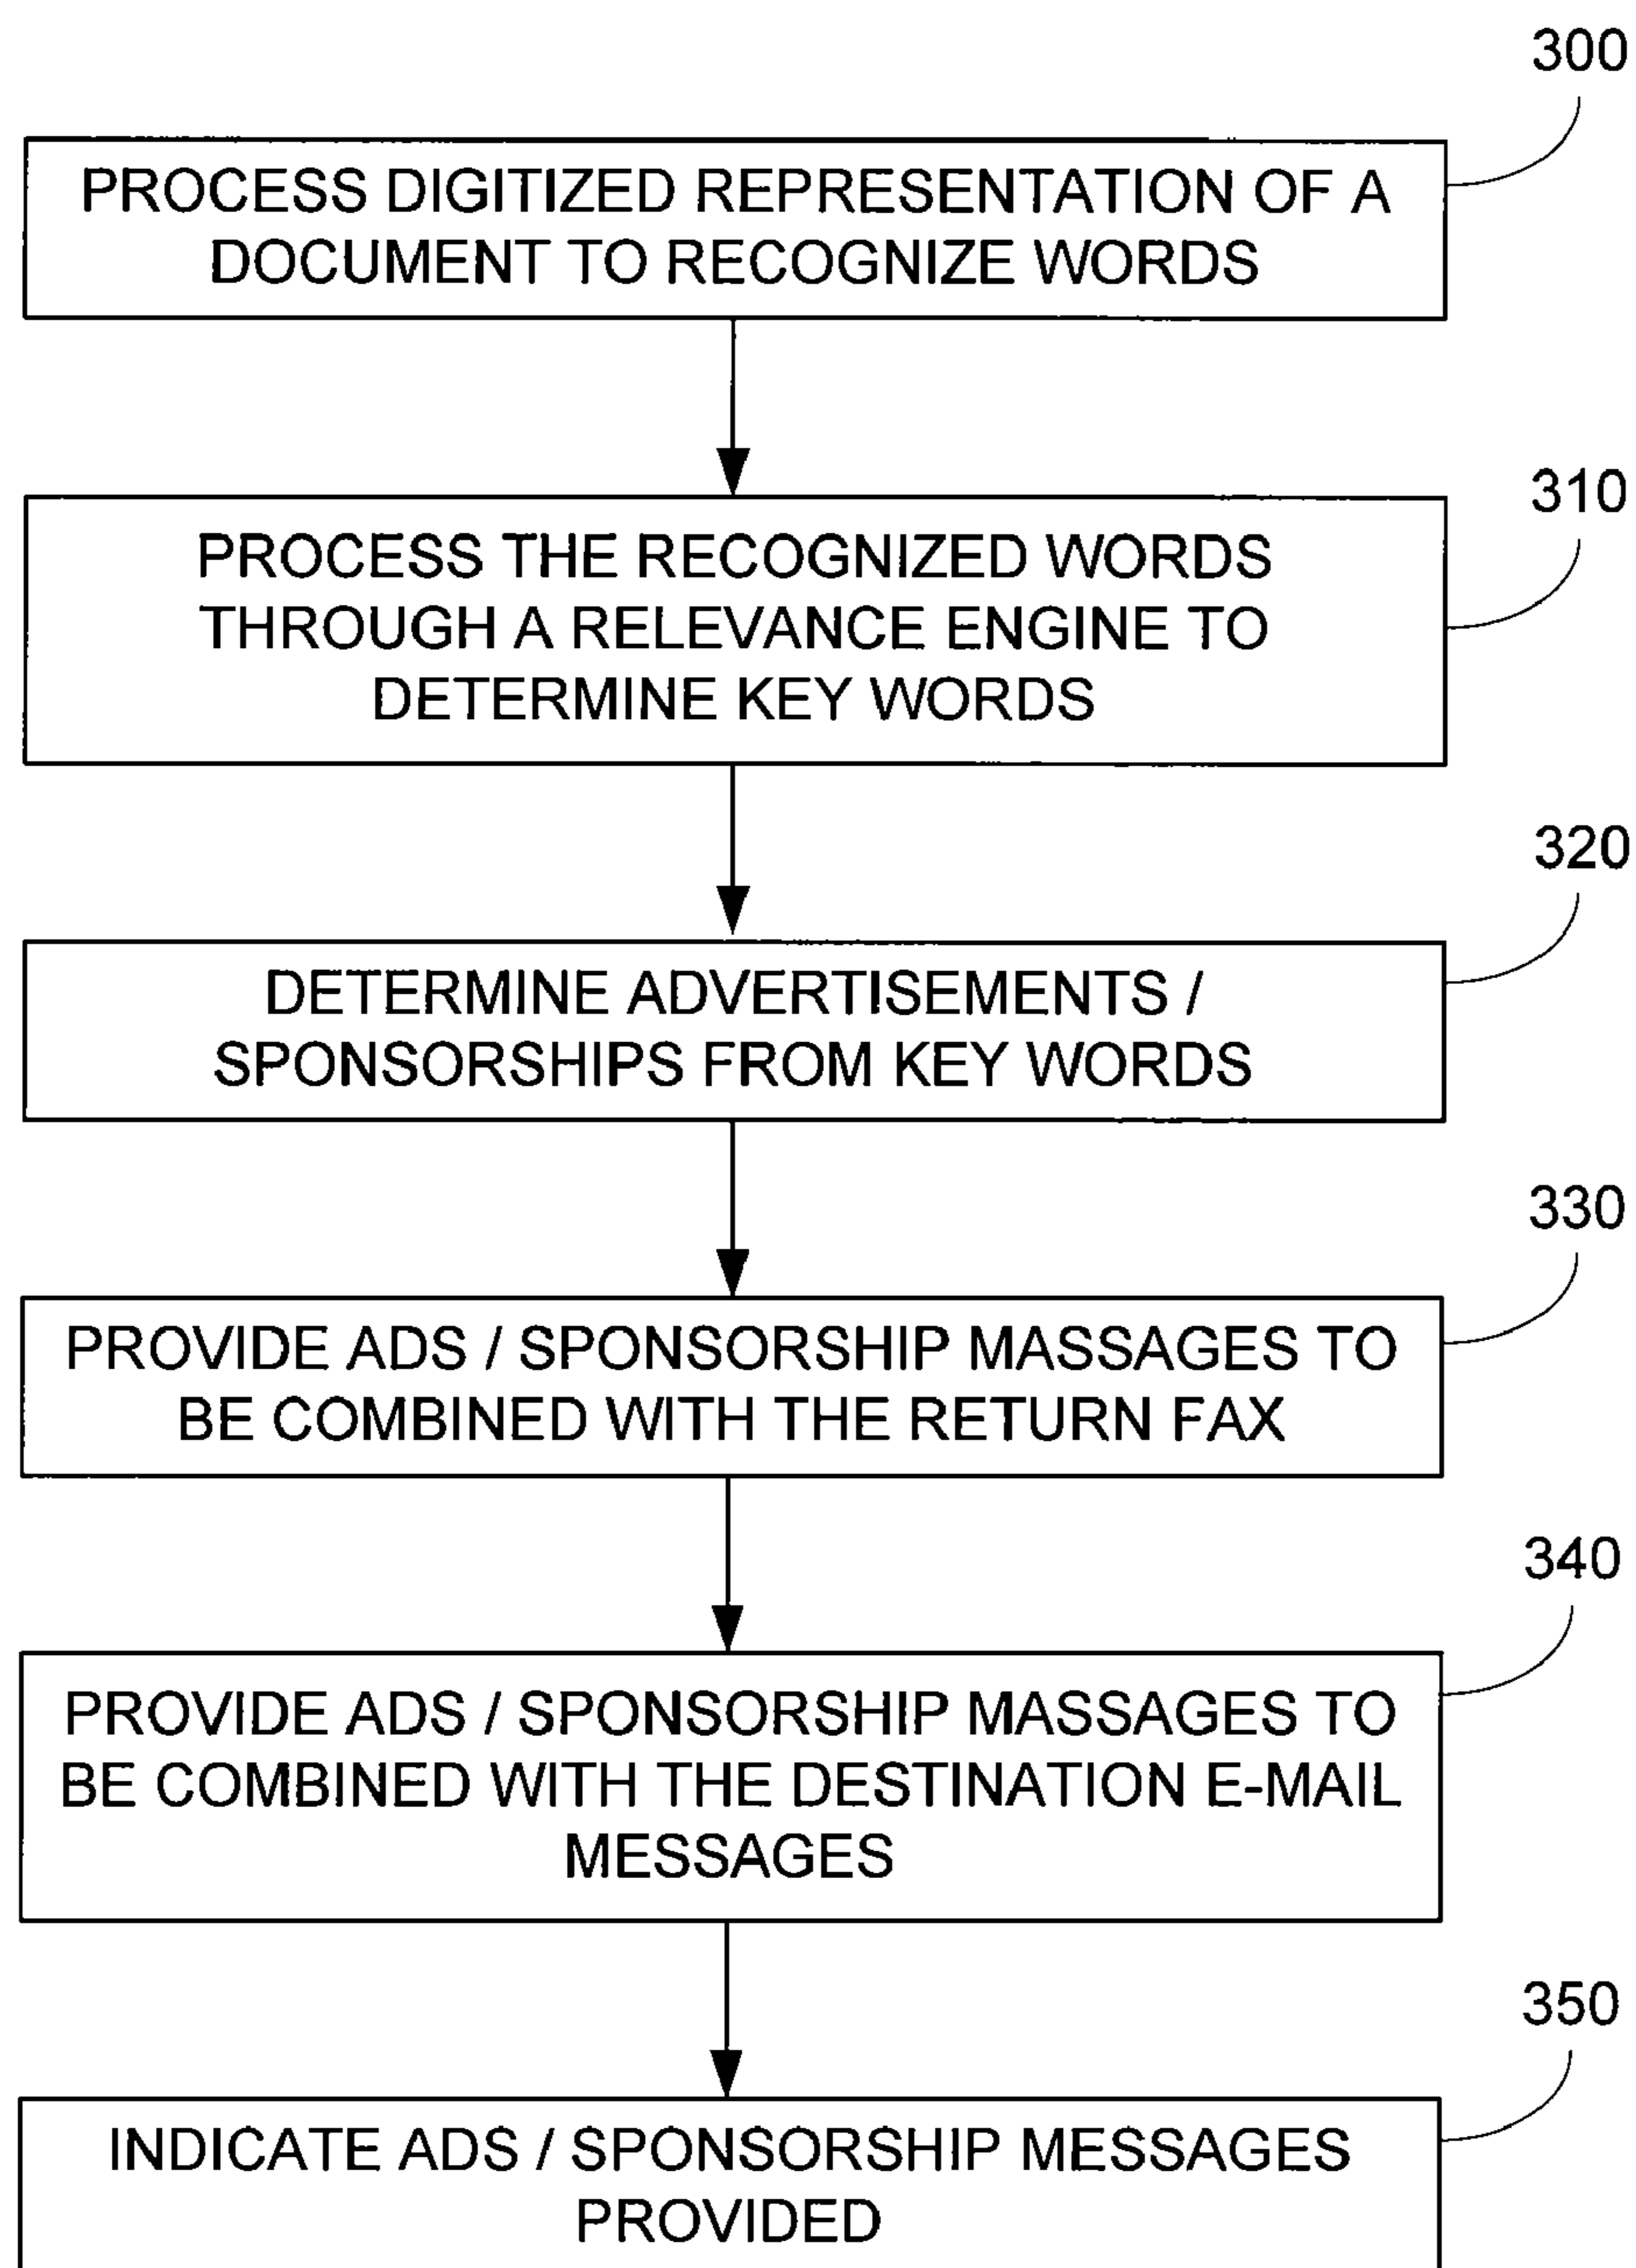 300
PROCESS DIGITIZED REPRESENTATION OF A
DOCUMENT TO RECOGNIZE WORDS
310
PROCESS THE RECOGNIZED WORDS
THROUGH A RELEVANCE ENGINE TO
DETERMINE KEY WORDS
320
DETERMINE ADVERTISEMENTS /
SPONSORSHIPS FROM KEY WORDS
330
PROVIDE ADS / SPONSORSHIP MASSAGES TO
BE COMBINED WITH THE RETURN FAX
340
PROVIDE ADS / SPONSORSHIP MASSAGES TO
BE COMBINED WITH THE DESTINATION E-MAIL
MESSAGES
350
INDICATE ADS / SPONSORSHIP MESSAGES
PROVIDED